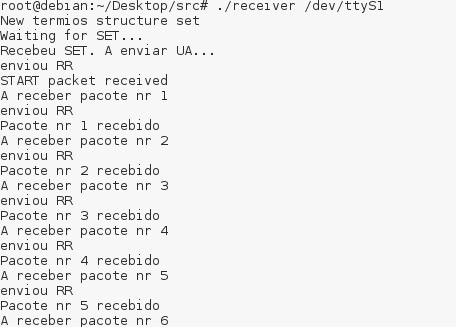 root@debian:~/Desktop/src# ./receiver /dev/ttyS1
New termios structure set
Waiting for SET...
Recebeu SET. A enviar UA...
enviou RR
START packet received
A receber pacote nr 1
enviou RR
Pacote nr 1 recebido
A receber pacote nr 2
enviou RR
Pacote nr 2 recebido
A receber pacote nr 3
enviou RR
Pacote nr 3 recebido
A receber pacote nr 4
enviou RR
Pacote nr 4 recebido
A receber pacote nr 5
enviou RR
Pacote nr 5 recebido
A receber pacote nr 6